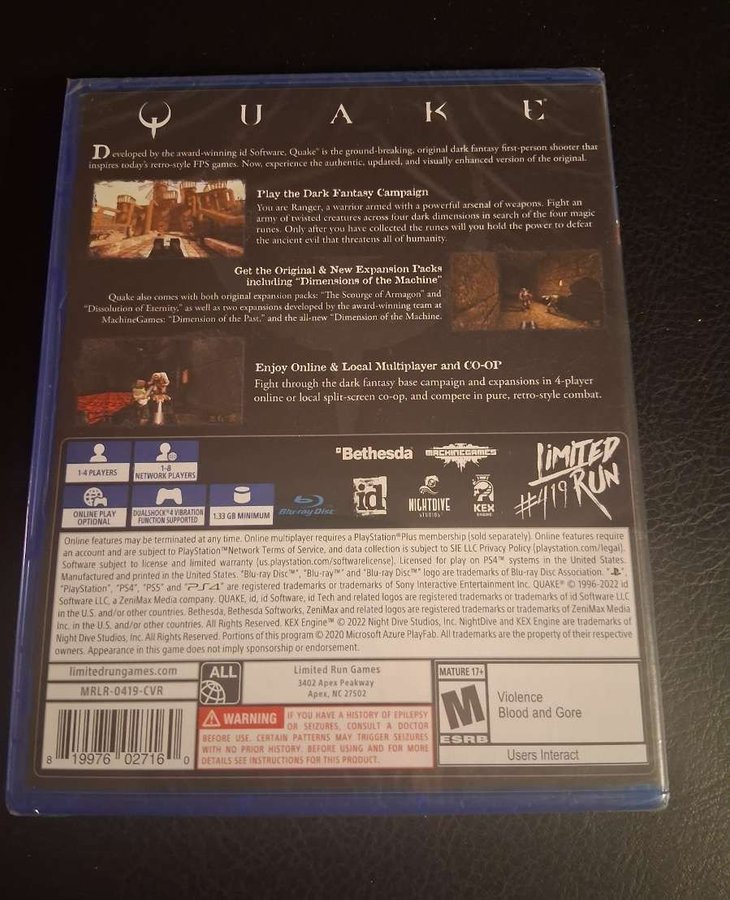 QUAKE
Developed by the award-winning id Software, Quake® is the ground-breaking, original dark fantasy first-person shooter that
inspires today's retro-style FPS games. Now, experience the authentic, updated, and visually enhanced version of the original.
Play the Dark Fantasy Campaign
You are Ranger, a warrior armed with a powerful arsenal of weapons. Fight an
army of twisted creatures across four dark dimensions in search of the four magic
runes. Only after you have collected the runes will you hold the power to defeat
the ancient evil that threatens all of humanity.
Get the Original & New Expansion Packs
including "Dimensions of the Machine"
Quake also comes with both original expansion packs: "The Scourge of Armagon" and
"Dissolution of Eternity," as well as two expansions developed by the award-winning team at
MachineGames: "Dimension of the Past," and the all-new "Dimension of the Machine.
Enjoy Online & Local Multiplayer and CO-OP
Fight through the dark fantasy base campaign and expansions in 4-player
online or local split-screen co-op, and compete in pure, retro-style combat.
1-4 PLAYERS
1-8
NETWORK PLAYERS
Bethesda
MACHINEGAMES
LIMITED
RUN
#419
ONLINE PLAY
OPTIONAL
DUALSHOCK®4 VIBRATION
FUNCTION SUPPORTED
1.33 GB MINIMUM
Blu-ray Disc
id
NIGHTDIVE
STUDIOS
KEX
ENGINE
Online features may be terminated at any time. Online multiplayer requires a PlayStation®Plus membership (sold separately). Online features require
an account and are subject to PlayStation™Network Terms of Service, and data collection is subject to SIE LLC Privacy Policy (playstation.com/legal).
Software subject to license and limited warranty (us.playstation.com/softwarelicense). Licensed for play on PS4™ systems in the United States.
Manufactured and printed in the United States. "Blu-ray Disc™", "Blu-ray™" and "Blu-ray Disc™" logo are trademarks of Blu-ray Disc Association. "PS",
"PlayStation", "PS4", "PS5" and "PS4" are registered trademarks or trademarks of Sony Interactive Entertainment Inc. QUAKE® © 1996-2022 id
Software LLC, a ZeniMax Media company. QUAKE, id, id Software, id Tech and related logos are registered trademarks or trademarks of id Software LLC
in the U.S. and/or other countries. Bethesda, Bethesda Softworks, ZeniMax and related logos are registered trademarks or trademarks of ZeniMax Media
Inc. in the U.S. and/or other countries. All Rights Reserved. KEX Engine™ © 2022 Night Dive Studios, Inc. NightDive and KEX Engine are trademarks of
Night Dive Studios, Inc. All Rights Reserved. Portions of this program © 2020 Microsoft Azure PlayFab. All trademarks are the property of their respective
owners. Appearance in this game does not imply sponsorship or endorsement.
limitedrungames.com
MRLR-0419-CVR
ALL
Limited Run Games
3402 Apex Peakway
Apex, NC 27502
WARNING IF YOU HAVE A HISTORY OF EPILEPSY
OR SEIZURES, CONSULT A DOCTOR
BEFORE USE. CERTAIN PATTERNS MAY TRIGGER SEIZURES
WITH NO PRIOR HISTORY. BEFORE USING AND FOR MORE
DETAILS SEE INSTRUCTIONS FOR THIS PRODUCT.
8 19976 02716 0
MATURE 17+
M
ESRB
Violence
Blood and Gore
Users Interact